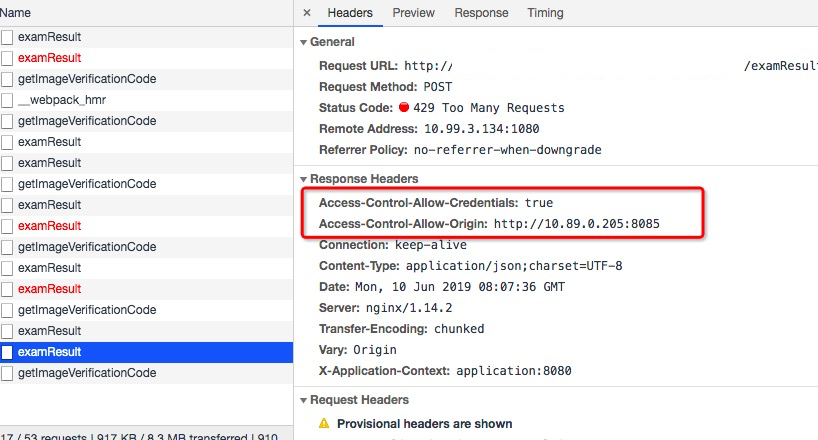 Name
examResult
examResult
getImageVerificationCode
__webpack_hmr
getImageVerificationCode
examResult
examResult
getImageVerificationCode
examResult
examResult
getImageVerificationCode
examResult
examResult
getImageVerificationCode
examResult
examResult
getImageVerificationCode
17 / 53 requests | 917 KB / 8.3 MB transferred | 910
× Headers Preview Response Timing
▼ General
Request URL: http:// /examResult
Request Method: POST
Status Code: 429 Too Many Requests
Remote Address: 10.99.3.134:1080
Referrer Policy: no-referrer-when-downgrade
▼ Response Headers
Access-Control-Allow-Credentials: true
Access-Control-Allow-Origin: http://10.89.0.205:8085
Connection: keep-alive
Content-Type: application/json;charset=UTF-8
Date: Mon, 10 Jun 2019 08:07:36 GMT
Server: nginx/1.14.2
Transfer-Encoding: chunked
Vary: Origin
X-Application-Context: application:8080
▼ Request Headers
Provisional headers are shown